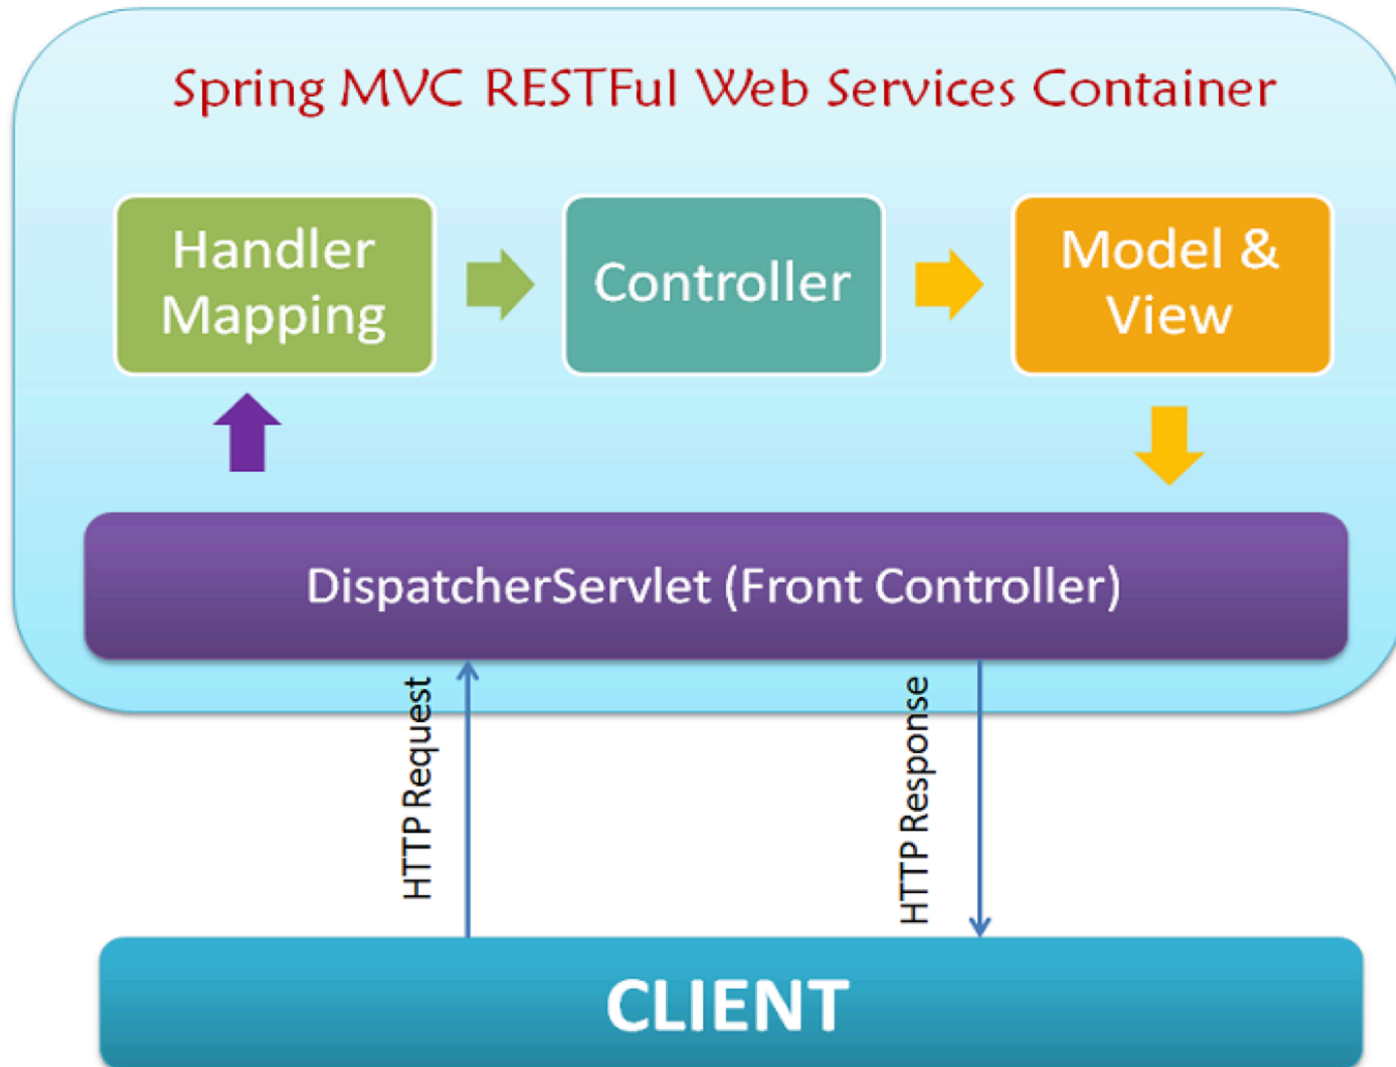 Spring MVC RESTFul Web Services Container
Handler
Mapping
Controller
Model &
View
DispatcherServlet (Front Controller)
HTTP Request
HTTP Response
CLIENT